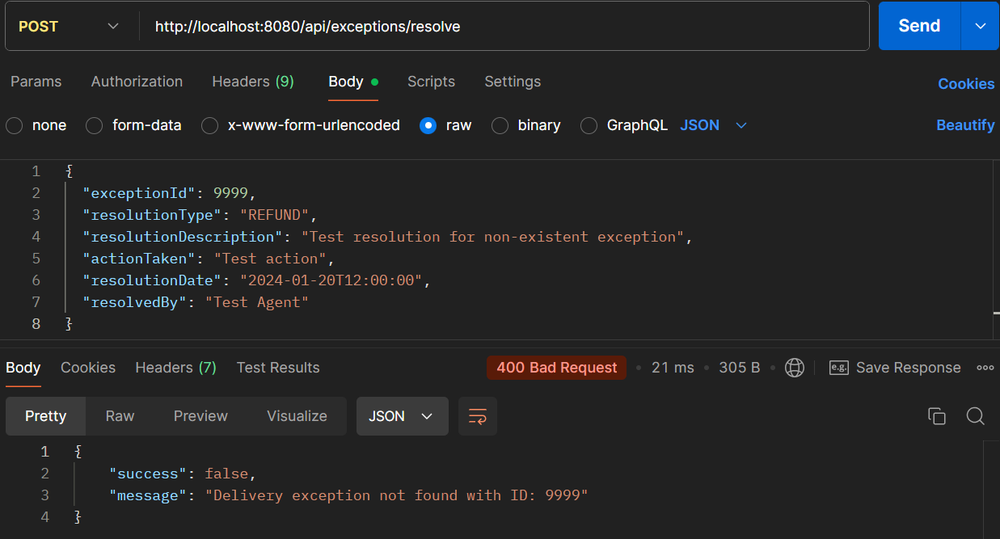 POST http://localhost:8080/api/exceptions/resolve Send
Params Authorization Headers (9) Body Scripts Settings Cookies
none form-data x-www-form-urlencoded raw binary GraphQL JSON Beautify
1 {
2 "exceptionId": 9999,
3 "resolutionType": "REFUND",
4 "resolutionDescription": "Test resolution for non-existent exception",
5 "actionTaken": "Test action",
6 "resolutionDate": "2024-01-20T12:00:00",
7 "resolvedBy": "Test Agent"
8 }
Body Cookies Headers (7) Test Results 400 Bad Request • 21 ms • 305 B • e.g. Save Response
Pretty Raw Preview Visualize JSON
1 {
2 "success": false,
3 "message": "Delivery exception not found with ID: 9999"
4 }